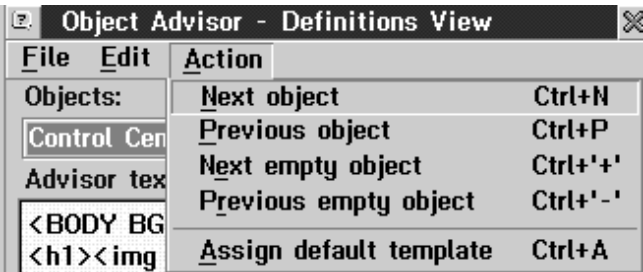 Object Advisor - Definitions View
File Edit Action
Objects:
Control Cen
Advisor tex
<BODY BG
<h1><img
Next object Ctrl+N
Previous object Ctrl+P
Next empty object Ctrl+'+'
Previous empty object Ctrl+'-'
Assign default template Ctrl+A